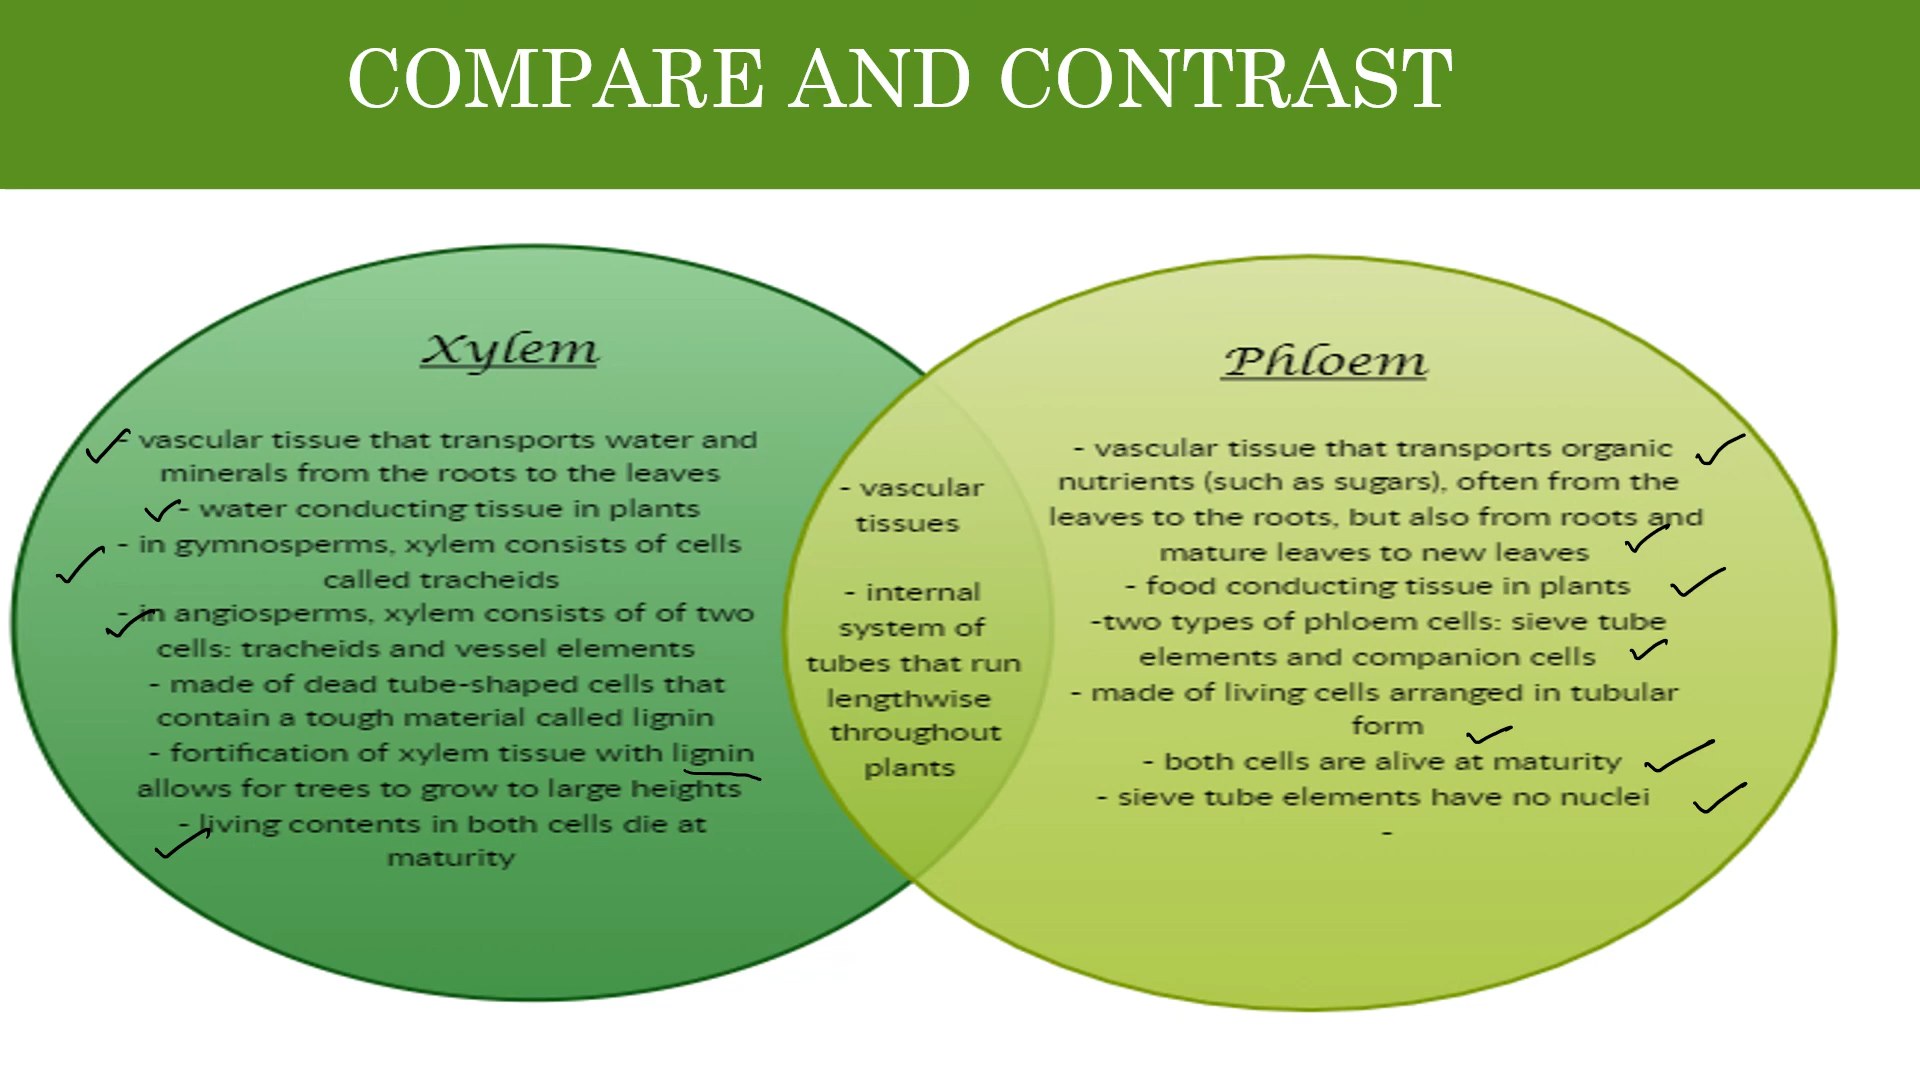 COMPARE AND CONTRAST
Xylem
- vascular tissue that transports water and
minerals from the roots to the leaves
- water conducting tissue in plants
- in gymnosperms, xylem consists of cells
called tracheids
- in angiosperms, xylem consists of of two
cells: tracheids and vessel elements
- made of dead tube-shaped cells that
contain a tough material called lignin
- fortification of xylem tissue with lignin
allows for trees to grow to large heights
- living contents in both cells die at
maturity
- vascular
tissues
- internal
system of
tubes that run
lengthwise
throughout
plants
Phloem
- vascular tissue that transports organic
nutrients (such as sugars), often from the
leaves to the roots, but also from roots and
mature leaves to new leaves
- food conducting tissue in plants
-two types of phloem cells: sieve tube
elements and companion cells
- made of living cells arranged in tubular
form
- both cells are alive at maturity
- sieve tube elements have no nuclei
-